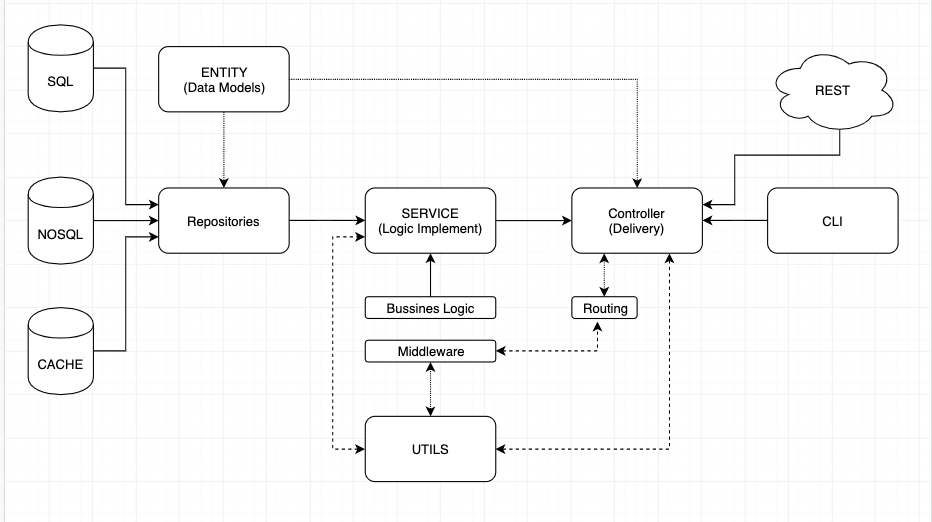 SQL
ENTITY
(Data Models)
REST
NOSQL
Repositories
SERVICE
(Logic Implement)
Controller
(Delivery)
CLI
Bussines Logic
Routing
Middleware
CACHE
UTILS